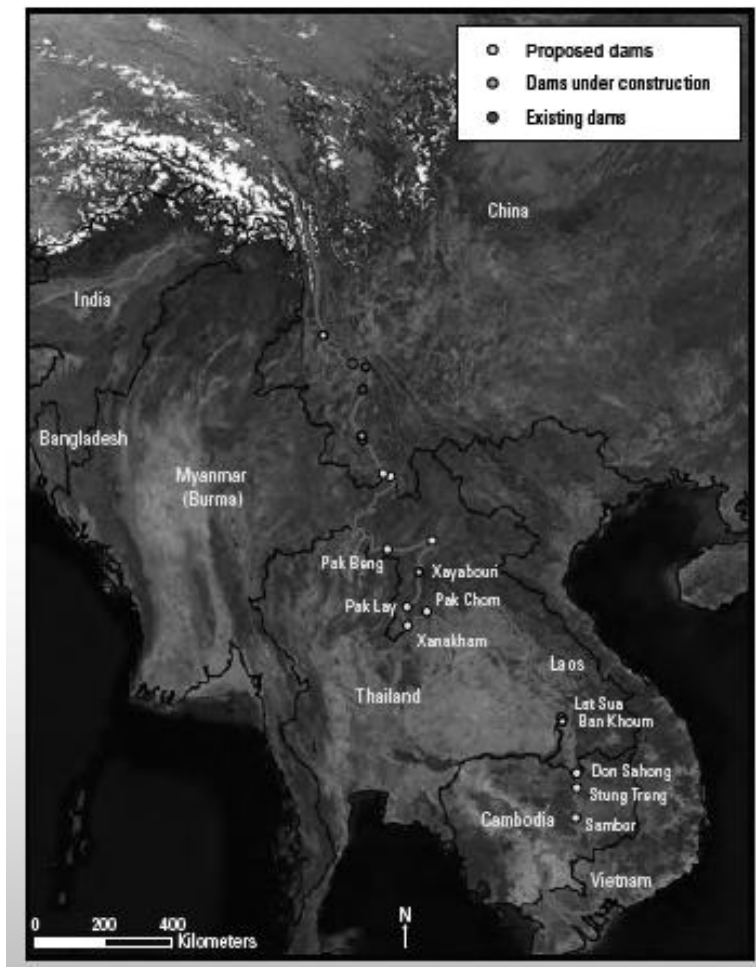 Proposed dams
Dams under construction
Existing dams
China
India
Bangladesh
Myanmar
(Burma)
Pak Beng
Xayabouri
Pak Lay
Pak Chom
Xanakham
Laos
Thailand
Lat Sua
Ban Khoum
Don Sahong
Stung Treng
Cambodia
Sambor
Vietnam
0 200 400
Kilometers
N